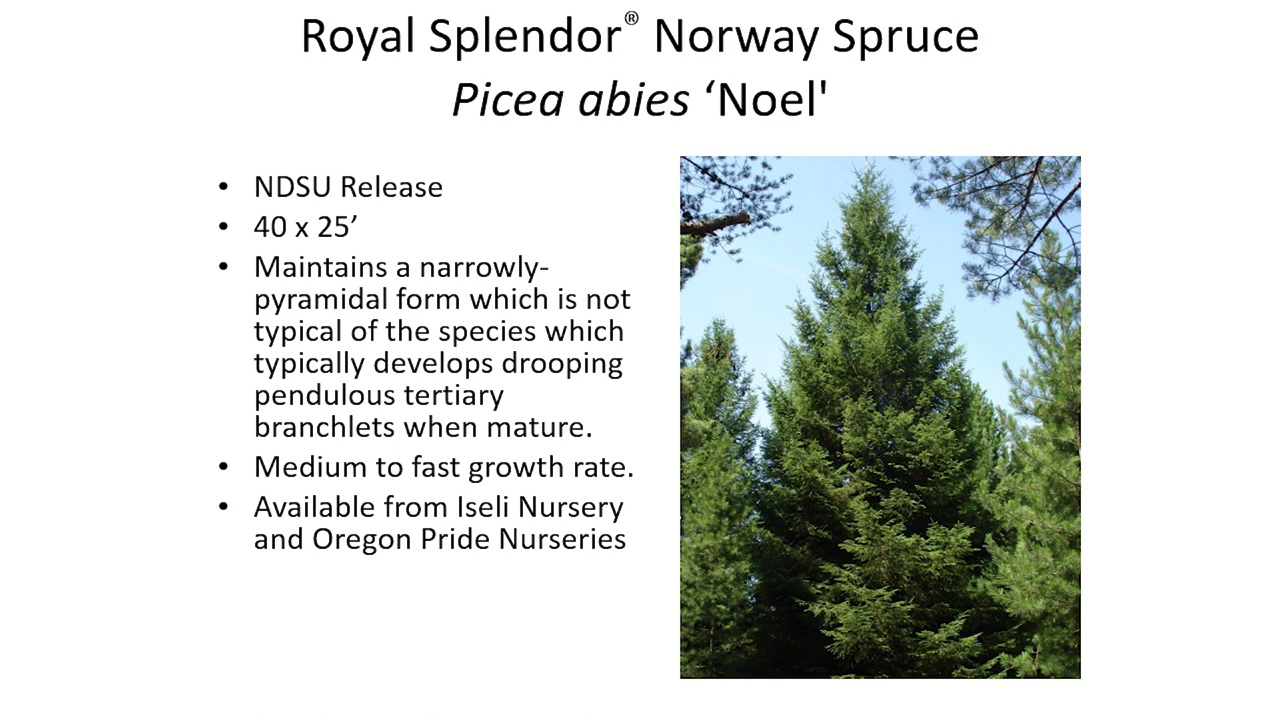 Royal Splendor® Norway Spruce
Picea abies ‘Noel'
• NDSU Release
• 40 x 25’
• Maintains a narrowly-
pyramidal form which is not
typical of the species which
typically develops drooping
pendulous tertiary
branchlets when mature.
• Medium to fast growth rate.
• Available from Iseli Nursery
and Oregon Pride Nurseries